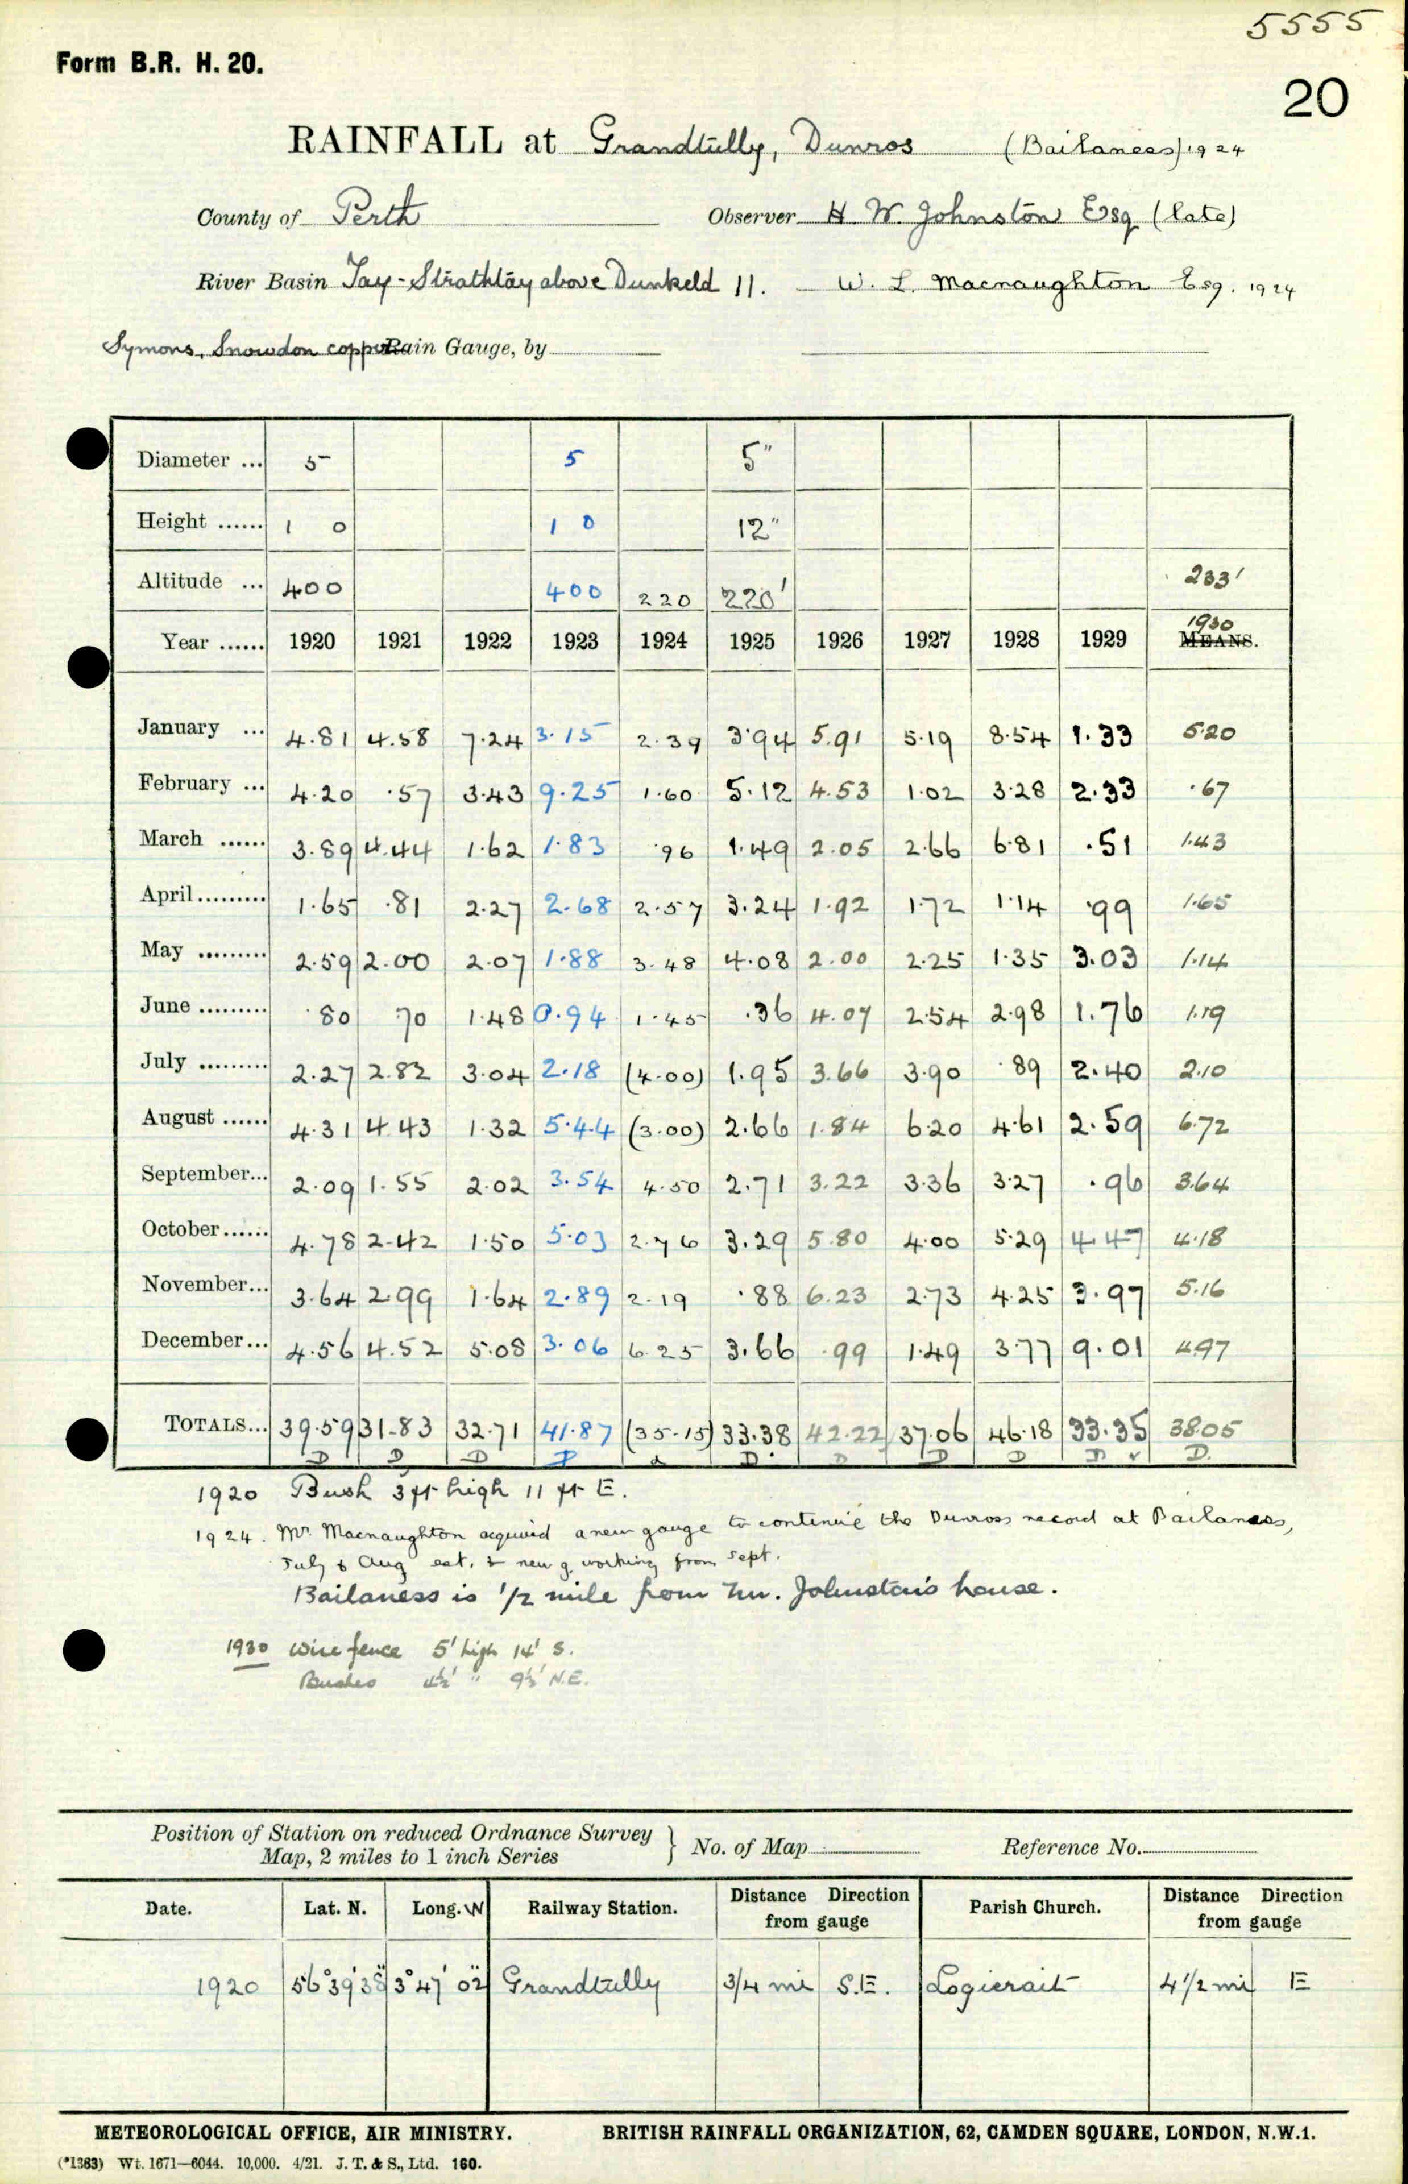 5555
Form B.R. H. 20.
20
RAINFALL at Grandtully, Dunros (Bailaness) 1924
County of Perth Observer H. W. Johnston Esq (late)
River Basin Tay - Strathtay above Dunkeld 11. W. L. Macnaughton Esq. 1924
Symons, Snowdon copper Rain Gauge, by
Diameter ... 5 5 5"
Height ...... 1 0 1 0 12"
Altitude ... 400 400 220 220' 233'
1930
Year ...... 1920 1921 1922 1923 1924 1925 1926 1927 1928 1929 MEANS.
January ... 4.81 4.58 7.24 3.15 2.39 3.94 5.91 5.19 8.54 1.33 5.20
February ... 4.20 .57 3.43 9.25 1.60 5.12 4.53 1.02 3.28 2.33 .67
March ...... 3.89 4.44 1.62 1.83 .96 1.49 2.05 2.66 6.81 .51 1.43
April ......... 1.65 .81 2.27 2.68 2.57 3.24 1.92 1.72 1.14 .99 1.65
May ......... 2.59 2.00 2.07 1.88 3.48 4.08 2.00 2.25 1.35 3.03 1.14
June ......... .80 .70 1.48 0.94 1.45 .36 4.07 2.54 2.98 1.76 1.19
July ......... 2.27 2.82 3.04 2.18 (4.00) 1.95 3.66 3.90 .89 2.40 2.10
August ...... 4.31 4.43 1.32 5.44 (3.00) 2.66 1.84 6.20 4.61 2.59 6.72
September... 2.09 1.55 2.02 3.54 4.50 2.71 3.22 3.36 3.27 .96 3.64
October ...... 4.78 2.42 1.50 5.03 2.76 3.29 5.80 4.00 5.29 4.47 4.18
November... 3.64 2.99 1.64 2.89 2.19 .88 6.23 2.73 4.25 3.97 5.16
December... 4.56 4.52 5.08 3.06 6.25 3.66 .99 1.49 3.77 9.01 4.97
TOTALS... 39.59 31.83 32.71 41.87 (35.15) 33.38 42.22 37.06 46.18 33.35 38.05
D D D D D D D D D D.
1920 Bush 3 ft high 11 ft E.
1924. Mr Macnaughton acquired a new gauge to continue the Dunross record at Bailaness,
July & Aug est. & new g. working from Sept.
Bailaness is 1/2 mile from Mr. Johnston's house.
1930 Wire fence 5' high 14' S.
Bushes 4½' " 9½' N.E.
Position of Station on reduced Ordnance Survey
Map, 2 miles to 1 inch Series } No. of Map Reference No.
Date. Lat. N. Long. W Railway Station. Distance Direction from gauge Parish Church. Distance Direction from gauge
1920 56°39'38" 3°47'02" Grandtully 3/4 mi S.E. Logierait 4 1/2 mi E
METEOROLOGICAL OFFICE, AIR MINISTRY. BRITISH RAINFALL ORGANIZATION, 62, CAMDEN SQUARE, LONDON, N.W.1.
(*1383) Wt. 1671—6044. 10,000. 4/21. J. T. & S., Ltd. 160.